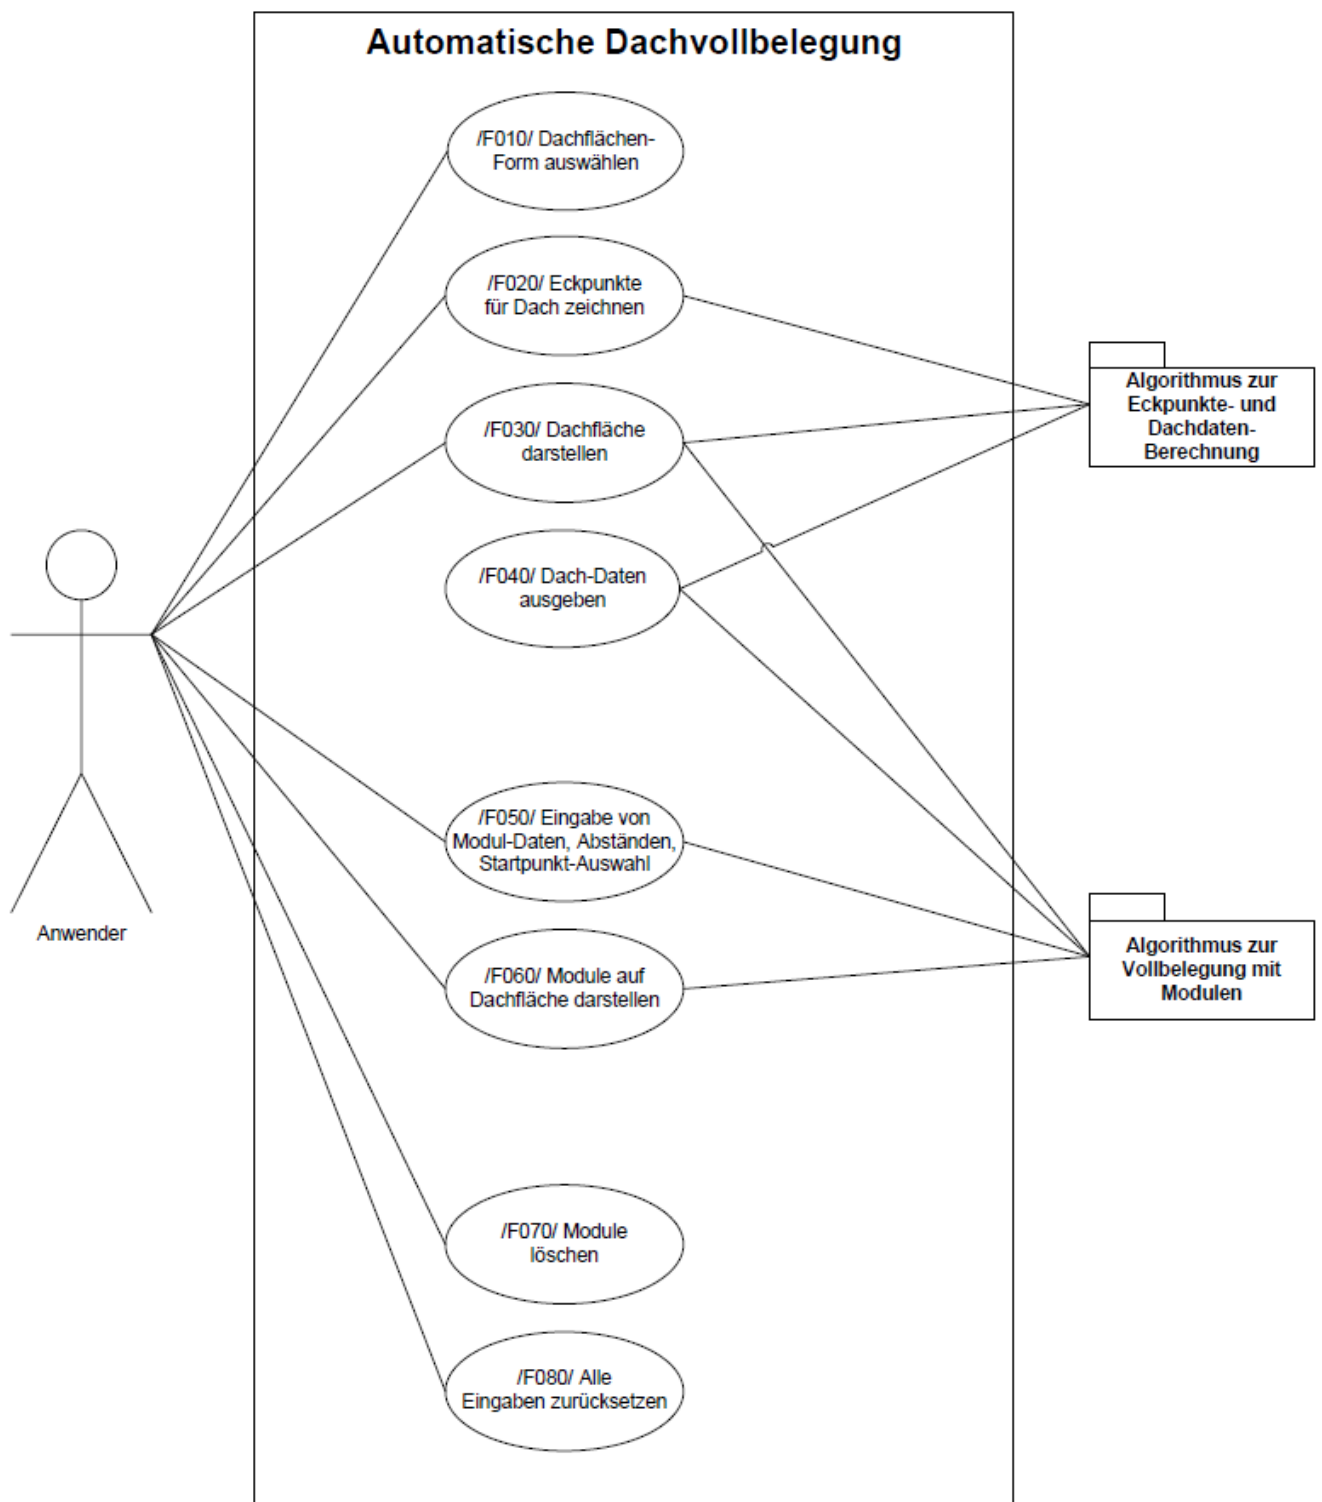 Automatische Dachvollbelegung
/F010/ Dachflächen-
Form auswählen
/F020/ Eckpunkte
für Dach zeichnen
/F030/ Dachfläche
darstellen
/F040/ Dach-Daten
ausgeben
/F050/ Eingabe von
Modul-Daten, Abständen,
Startpunkt-Auswahl
/F060/ Module auf
Dachfläche darstellen
/F070/ Module
löschen
/F080/ Alle
Eingaben zurücksetzen
Anwender
Algorithmus zur
Eckpunkte- und
Dachdaten-
Berechnung
Algorithmus zur
Vollbelegung mit
Modulen